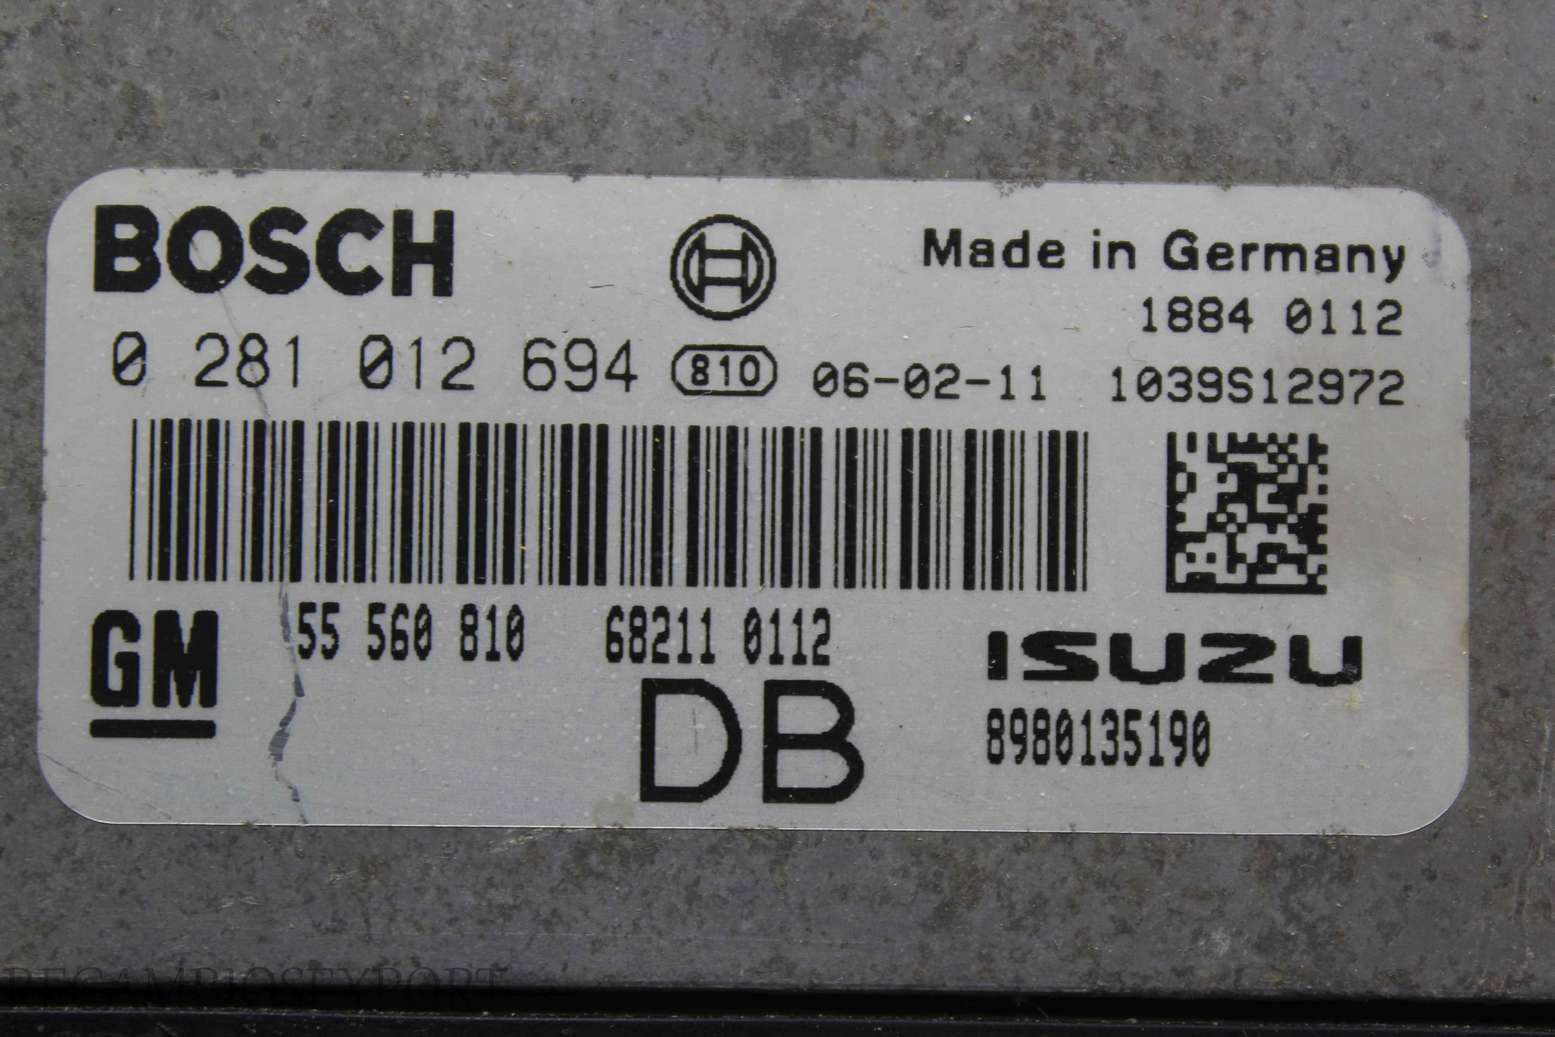 BOSCH
Made in Germany
1884 0112
0 281 012 694 810 06-02-11 1039S12972
GM 55 560 810 68211 0112
ISUZU
DB
8980135190
RECAMBIOSEXPORT